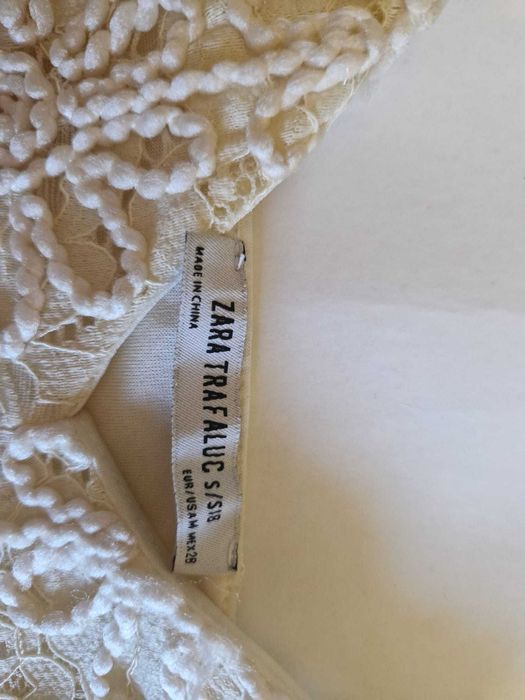 ZARA TRAFALUC S/S18
MADE IN CHINA
EUR/USA M MEX 28